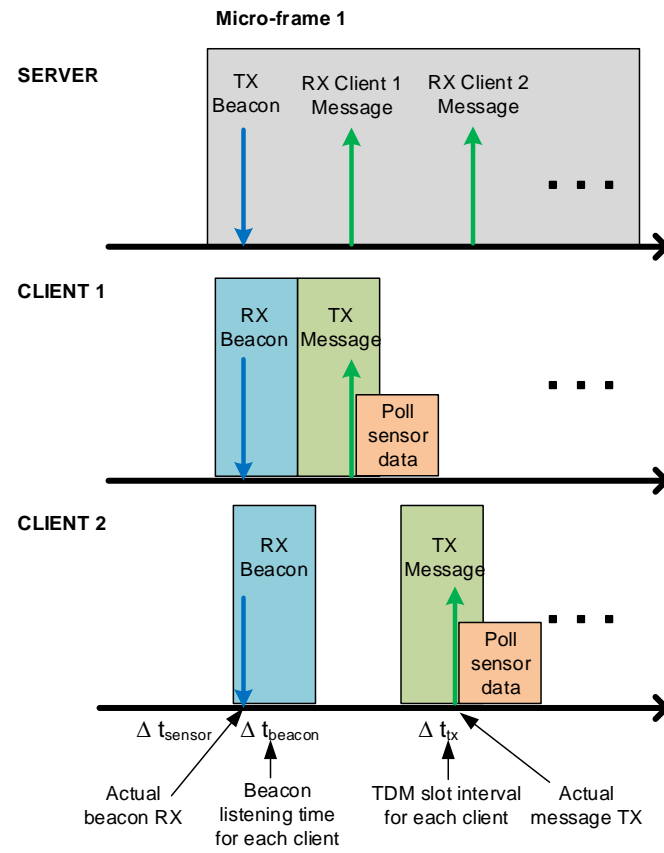 Micro-frame 1
SERVER
TX
Beacon
RX Client 1
Message
RX Client 2
Message
CLIENT 1
RX
Beacon
TX
Message
Poll
sensor
data
CLIENT 2
RX
Beacon
TX
Message
Poll
sensor
data
Δ tsensor
Δ tbeacon
Δ ttx
Actual
beacon RX
Beacon
listening time
for each client
TDM slot interval
for each client
Actual
message TX